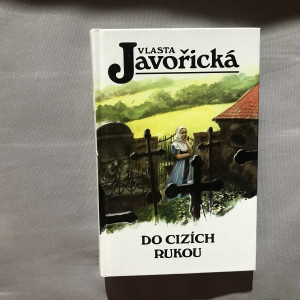 VLASTA
Javořická
DO CIZÍCH
RUKOU